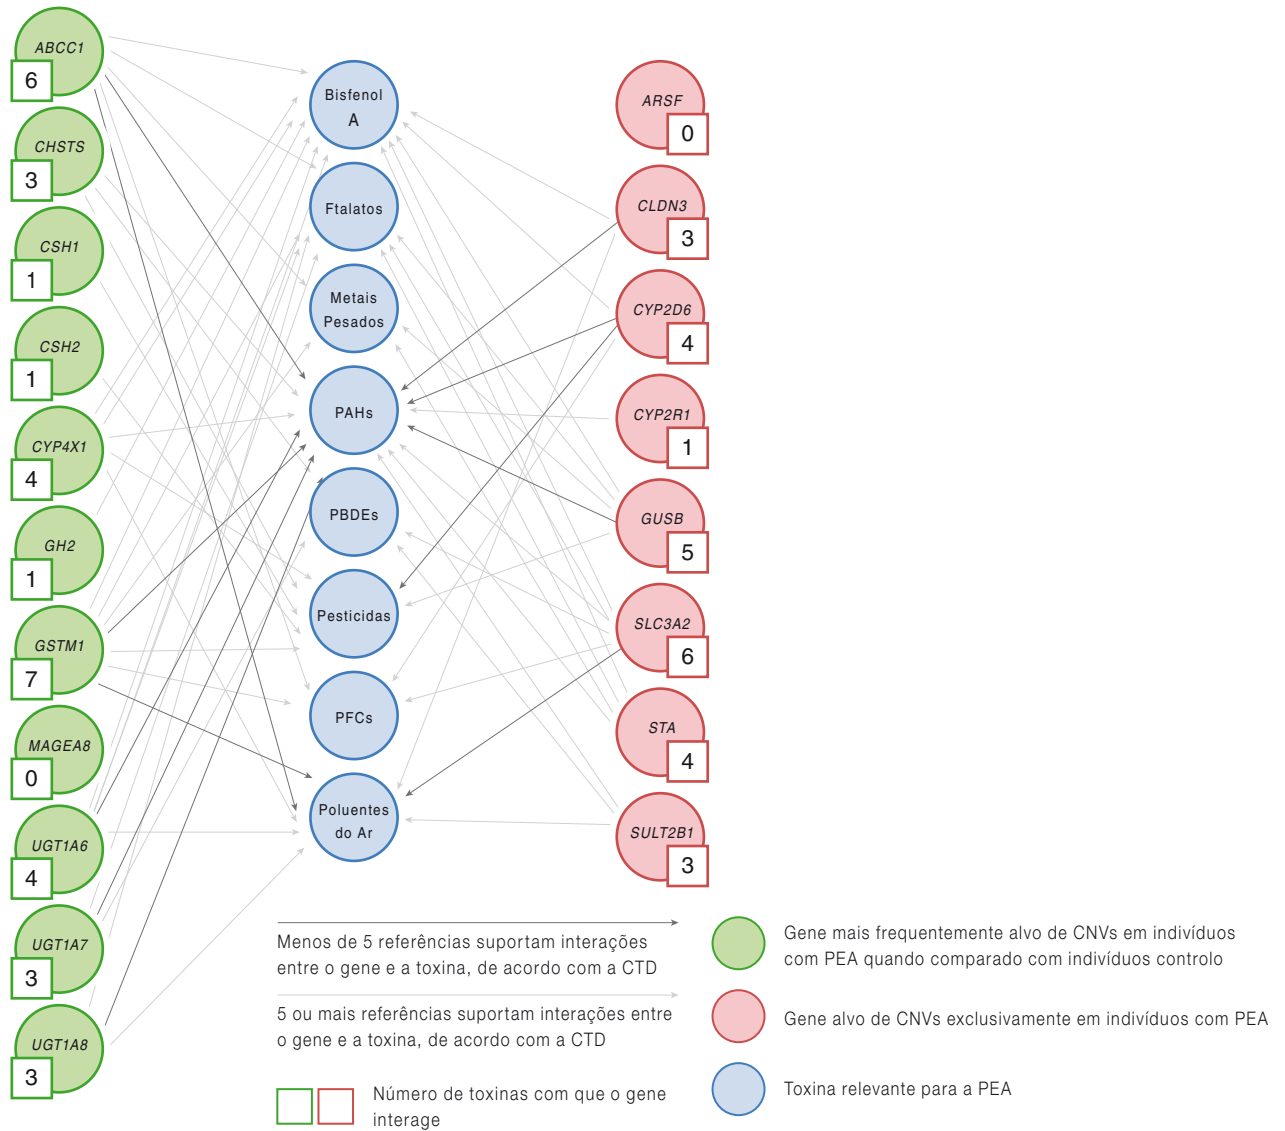 ABCC1
6
CHSTS
3
CSH1
1
CSH2
1
CYP4X1
4
GH2
1
GSTM1
7
MAGEA8
0
UGT1A6
4
UGT1A7
3
UGT1A8
3
Bisfenol
A
Ftalatos
Metais
Pesados
PAHs
PBDEs
Pesticidas
PFCs
Poluentes
do Ar
ARSF
0
CLDN3
3
CYP2D6
4
CYP2R1
1
GUSB
5
SLC3A2
6
STA
4
SULT2B1
3
Menos de 5 referências suportam interações
entre o gene e a toxina, de acordo com a CTD
5 ou mais referências suportam interações entre
o gene e a toxina, de acordo com a CTD
Número de toxinas com que o gene
interage
Gene mais frequentemente alvo de CNVs em indivíduos
com PEA quando comparado com indivíduos controlo
Gene alvo de CNVs exclusivamente em indivíduos com PEA
Toxina relevante para a PEA